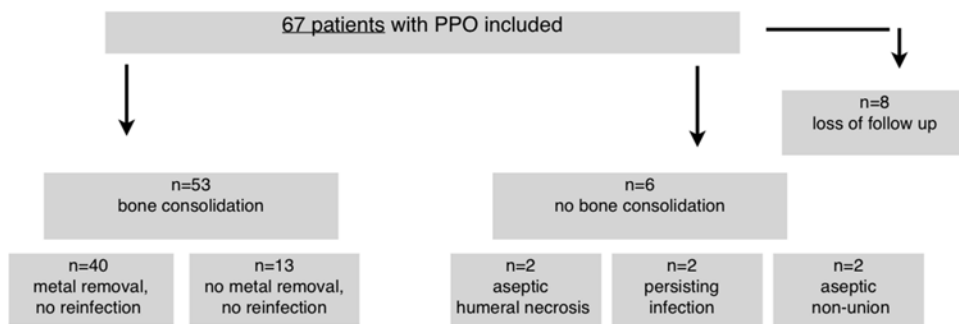 67 patients with PPO included
n=8
loss of follow up
n=53
bone consolidation
n=6
no bone consolidation
n=40
metal removal,
no reinfection
n=13
no metal removal,
no reinfection
n=2
aseptic
humeral necrosis
n=2
persisting
infection
n=2
aseptic
non-union